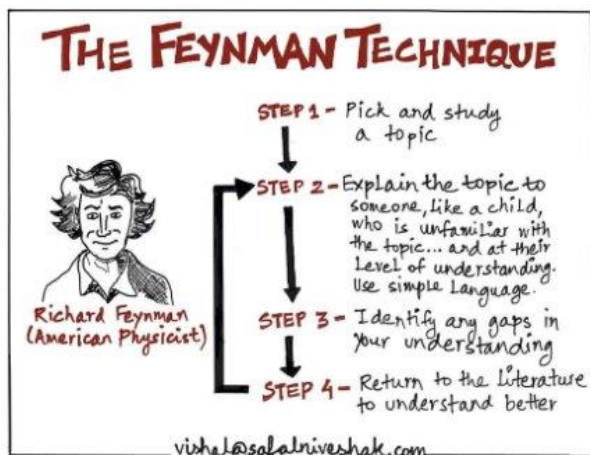 THE FEYNMAN TECHNIQUE
STEP 1 - Pick and study
a topic
STEP 2 - Explain the topic to
someone, like a child,
who is unfamiliar with
the topic... and at their
level of understanding.
Use simple language.
STEP 3 - Identify any gaps in
your understanding
STEP 4 - Return to the literature
to understand better
Richard Feynman
(American Physicist)
vishal@safalniveshak.com